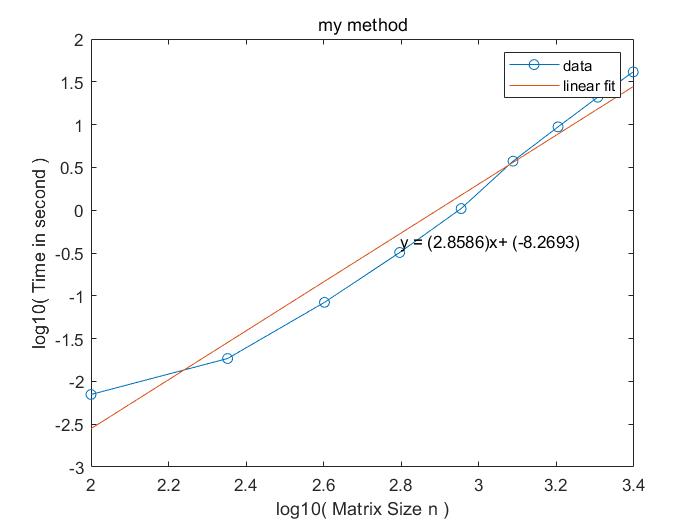 my method
data
linear fit
2
1.5
1
0.5
0
-0.5
-1
-1.5
-2
-2.5
-3
log10( Time in second )
y = (2.8586)x+ (-8.2693)
2 2.2 2.4 2.6 2.8 3 3.2 3.4
log10( Matrix Size n )